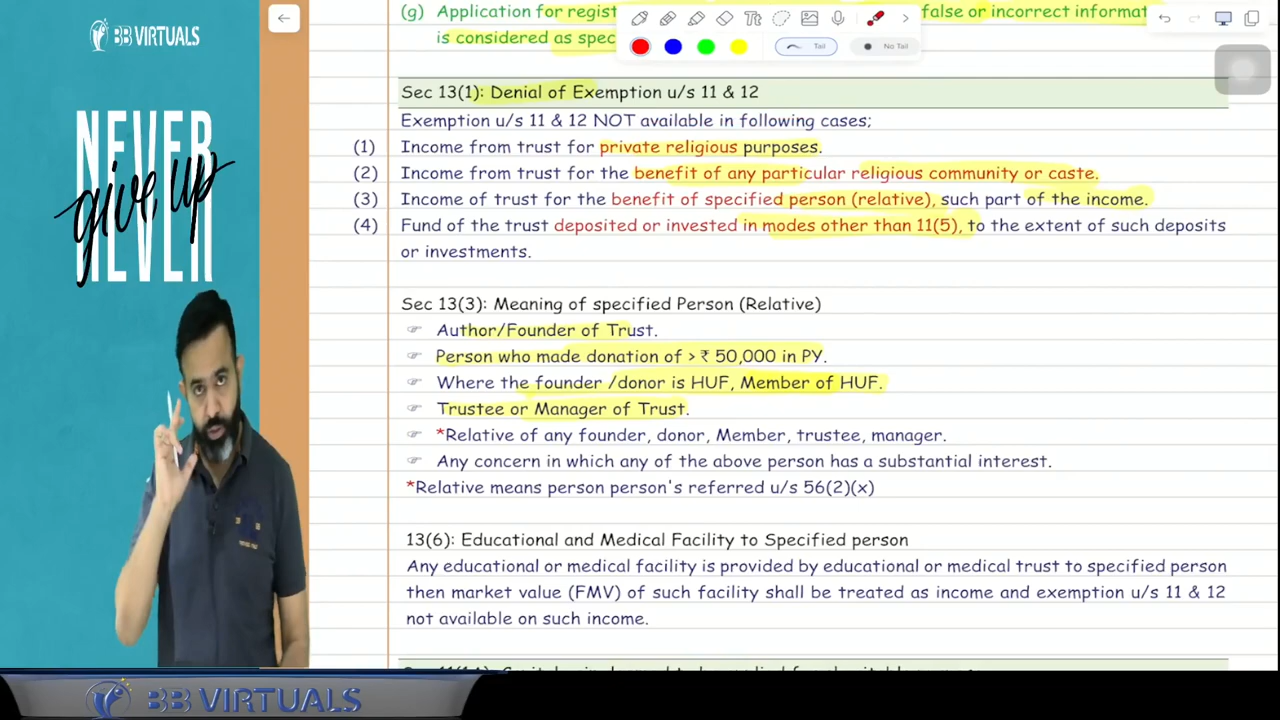 BB VIRTUALS
NEVER
give up
NEVER
(g) Application for regist false or incorrect informat
is considered as spec
Tail
No Tail
Sec 13(1): Denial of Exemption u/s 11 & 12
Exemption u/s 11 & 12 NOT available in following cases;
(1) Income from trust for private religious purposes.
(2) Income from trust for the benefit of any particular religious community or caste.
(3) Income of trust for the benefit of specified person (relative), such part of the income.
(4) Fund of the trust deposited or invested in modes other than 11(5), to the extent of such deposits
or investments.
Sec 13(3): Meaning of specified Person (Relative)
☞ Author/Founder of Trust.
☞ Person who made donation of > ₹ 50,000 in PY.
☞ Where the founder /donor is HUF, Member of HUF.
☞ Trustee or Manager of Trust.
☞ *Relative of any founder, donor, Member, trustee, manager.
☞ Any concern in which any of the above person has a substantial interest.
*Relative means person person's referred u/s 56(2)(x)
13(6): Educational and Medical Facility to Specified person
Any educational or medical facility is provided by educational or medical trust to specified person
then market value (FMV) of such facility shall be treated as income and exemption u/s 11 & 12
not available on such income.
BB VIRTUALS